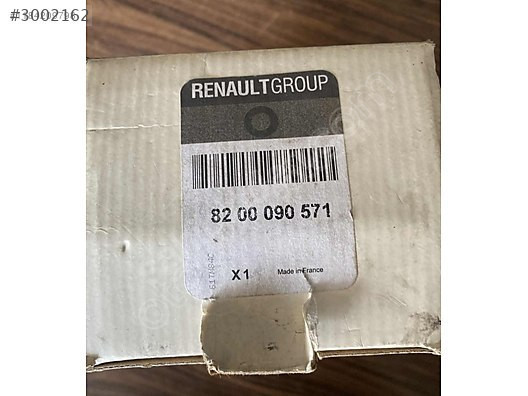 #3002162
RENAULTGROUP
82 00 090 571
X1
Made in France